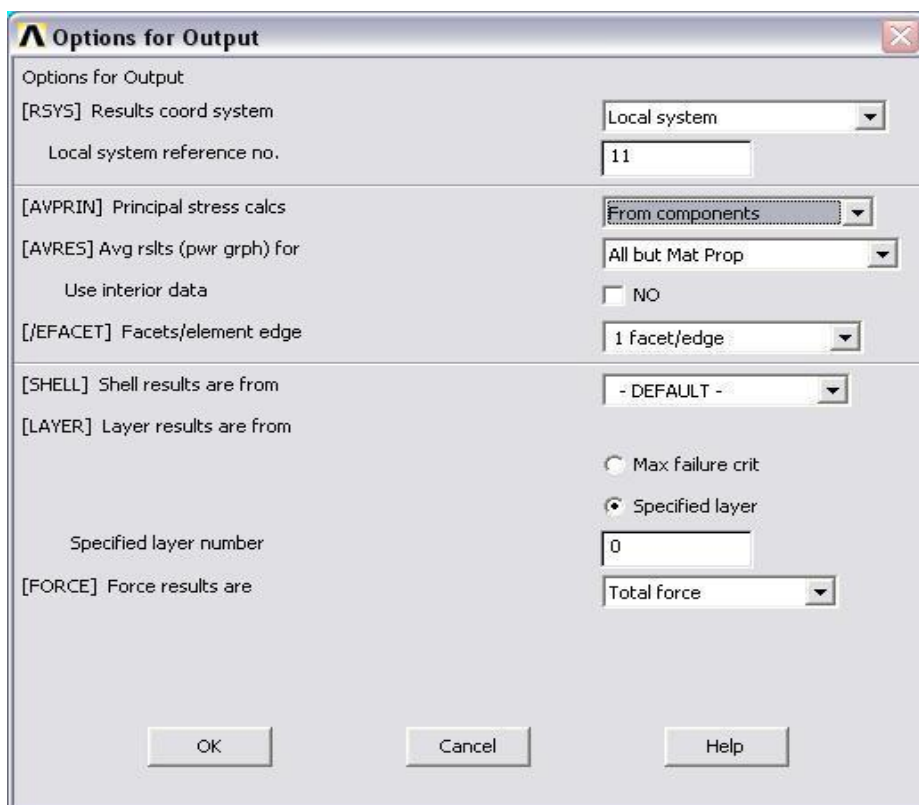 Options for Output
Options for Output
[RSYS] Results coord system Local system
Local system reference no. 11
[AVPRIN] Principal stress calcs From components
[AVRES] Avg rslts (pwr grph) for All but Mat Prop
Use interior data NO
[/EFACET] Facets/element edge 1 facet/edge
[SHELL] Shell results are from - DEFAULT -
[LAYER] Layer results are from
Max failure crit
Specified layer
Specified layer number 0
[FORCE] Force results are Total force
OK Cancel Help